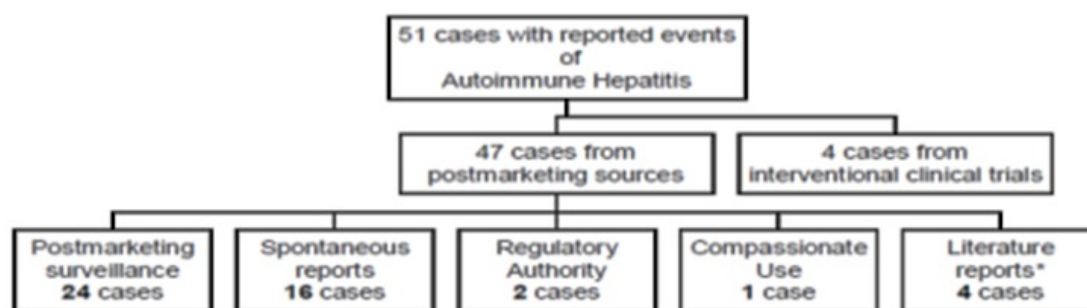 51 cases with reported events
of
Autoimmune Hepatitis
47 cases from
postmarketing sources
4 cases from
interventional clinical trials
Postmarketing
surveillance
24 cases
Spontaneous
reports
16 cases
Regulatory
Authority
2 cases
Compassionate
Use
1 case
Literature
reports*
4 cases